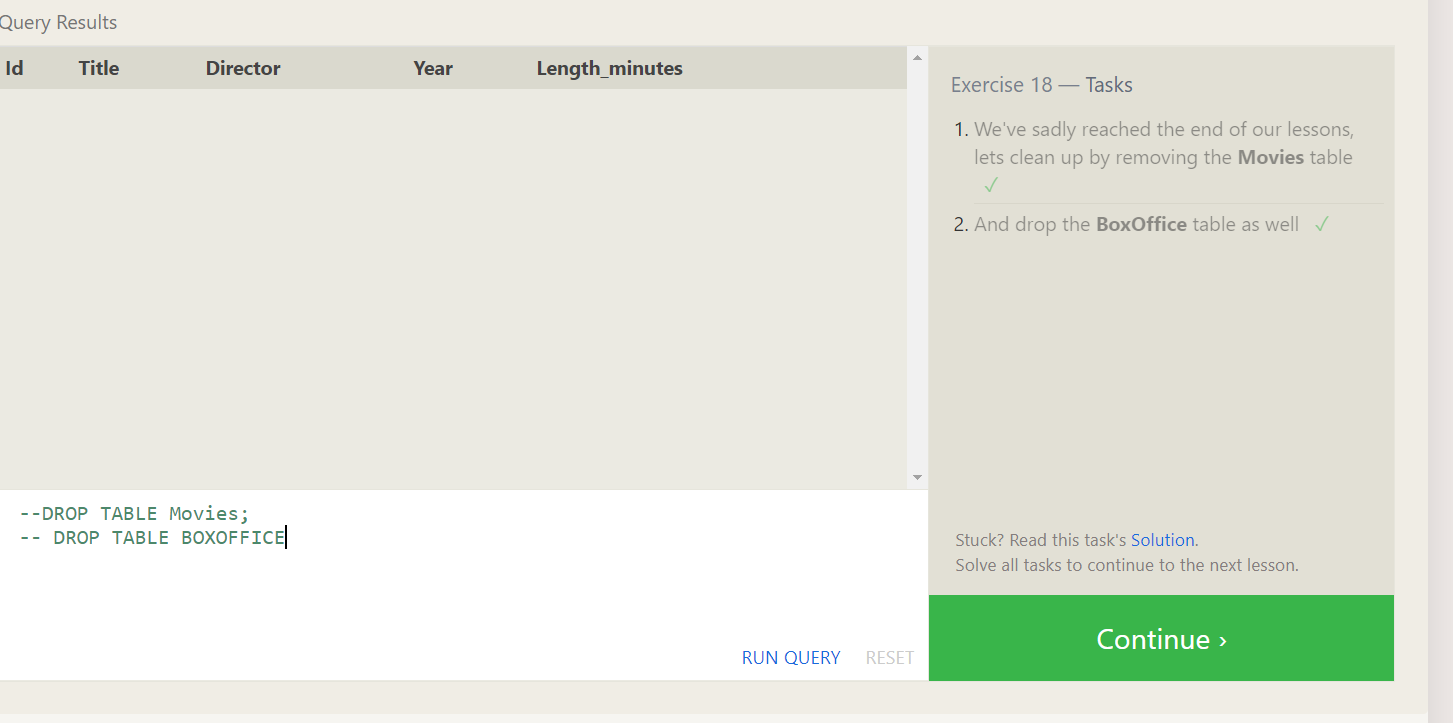 Query Results
Id Title Director Year Length_minutes
Exercise 18 — Tasks
1. We've sadly reached the end of our lessons,
lets clean up by removing the Movies table
✓
2. And drop the BoxOffice table as well ✓
--DROP TABLE Movies;
-- DROP TABLE BOXOFFICE
RUN QUERY RESET
Stuck? Read this task's Solution.
Solve all tasks to continue to the next lesson.
Continue ›